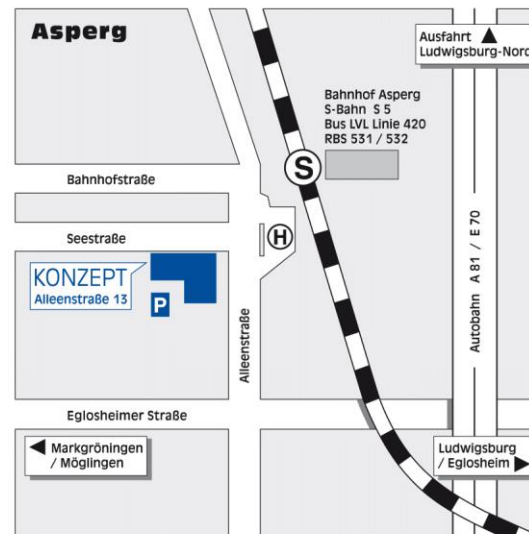 Asperg
Ausfahrt ▲
Ludwigsburg-Nord
Bahnhof Asperg
S-Bahn S 5
Bus LVL Linie 420
RBS 531 / 532
S
Bahnhofstraße
Seestraße
H
KONZEPT
Alleenstraße 13
P
Alleenstraße
Autobahn A 81 / E 70
Eglosheimer Straße
◀ Markgröningen
/ Möglingen
Ludwigsburg
/ Eglosheim ▶